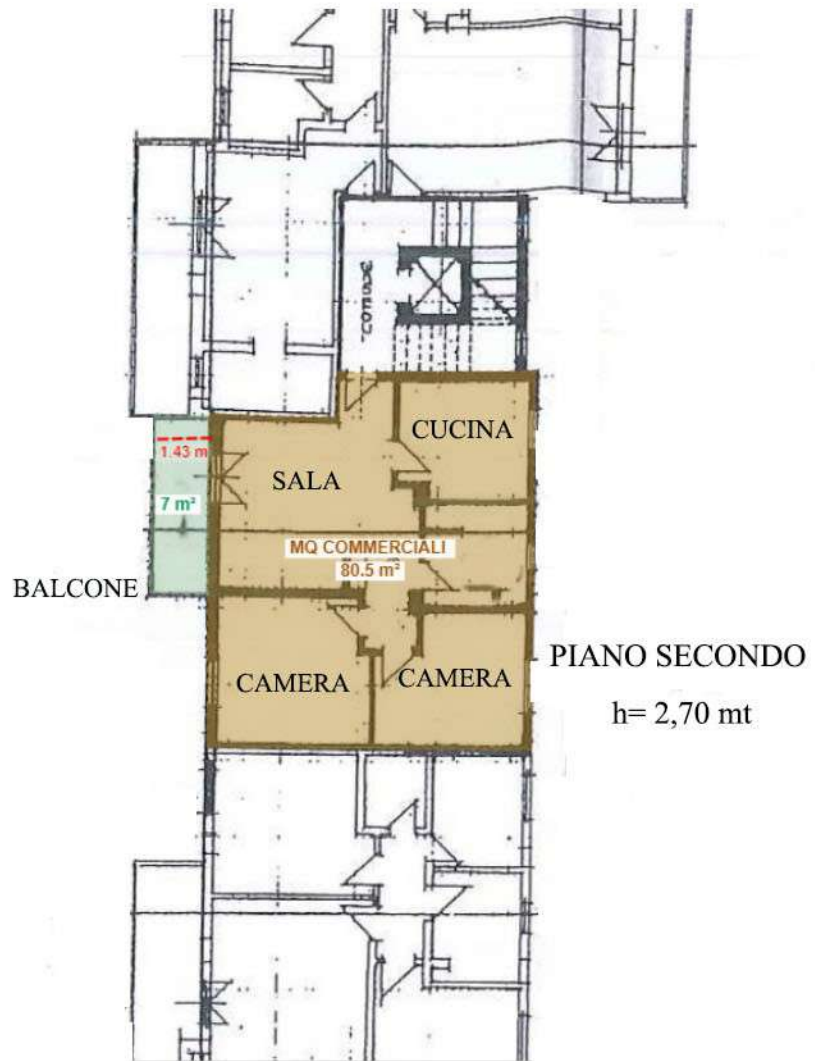 CUCINA
1.43 m
SALA
7 m²
MQ COMMERCIALI
80.5 m²
BALCONE
PIANO SECONDO
CAMERA
CAMERA
h= 2,70 mt